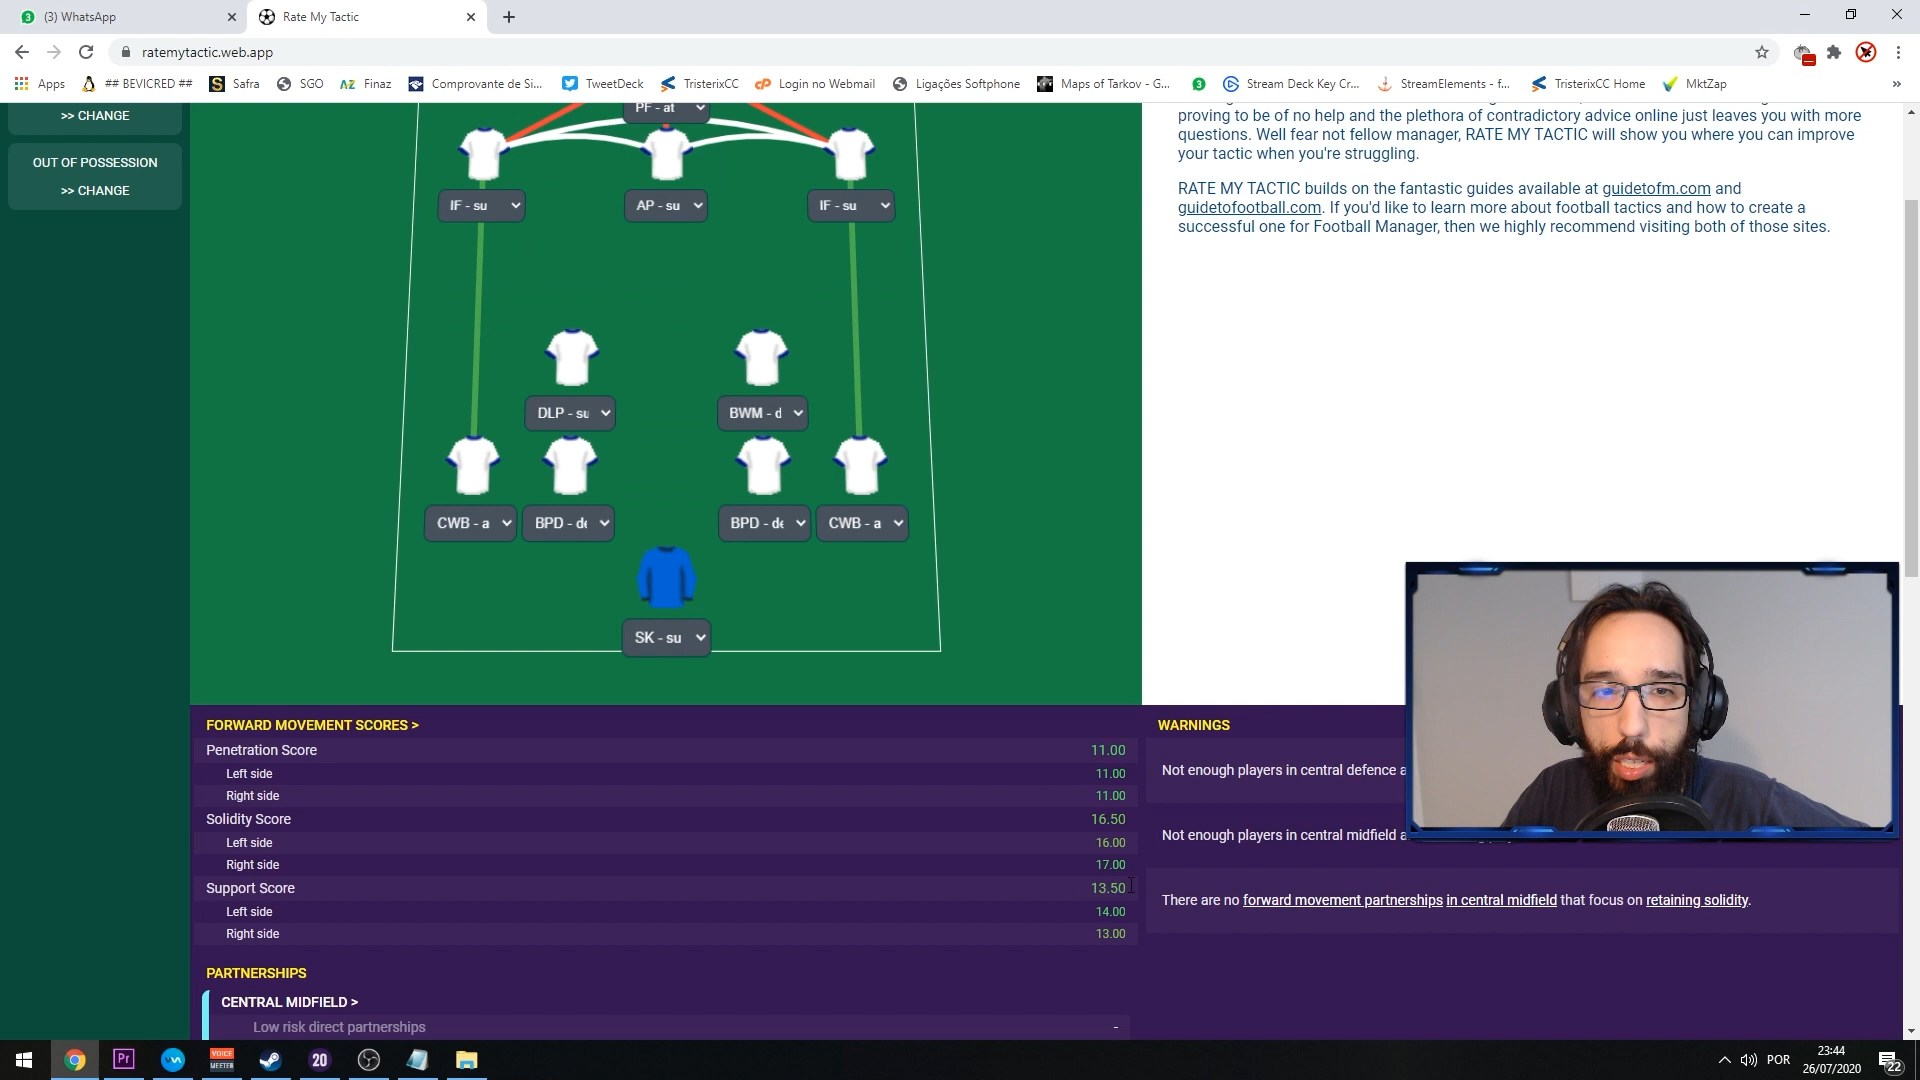 (3) WhatsApp
Rate My Tactic
ratemytactic.web.app
Apps
## BEVICRED ##
Safra
SGO
Finaz
Comprovante de Si...
TweetDeck
TristerixCC
Login no Webmail
Ligações Softphone
Maps of Tarkov - G...
Stream Deck Key Cr...
StreamElements - f...
TristerixCC Home
MktZap
>> CHANGE
OUT OF POSSESSION
>> CHANGE
PF - at
IF - su
AP - su
IF - su
DLP - su
BWM - d
CWB - a
BPD - de
BPD - de
CWB - a
SK - su
proving to be of no help and the plethora of contradictory advice online just leaves you with more
questions. Well fear not fellow manager, RATE MY TACTIC will show you where you can improve
your tactic when you're struggling.
RATE MY TACTIC builds on the fantastic guides available at guidetofm.com and
guidetofootball.com. If you'd like to learn more about football tactics and how to create a
successful one for Football Manager, then we highly recommend visiting both of those sites.
FORWARD MOVEMENT SCORES >
Penetration Score 11.00
Left side 11.00
Right side 11.00
Solidity Score 16.50
Left side 16.00
Right side 17.00
Support Score 13.50
Left side 14.00
Right side 13.00
PARTNERSHIPS
CENTRAL MIDFIELD >
Low risk direct partnerships -
WARNINGS
Not enough players in central defence a
Not enough players in central midfield a
There are no forward movement partnerships in central midfield that focus on retaining solidity.
Pr
VOICE
MEETER
20
POR
23:44
26/07/2020
22